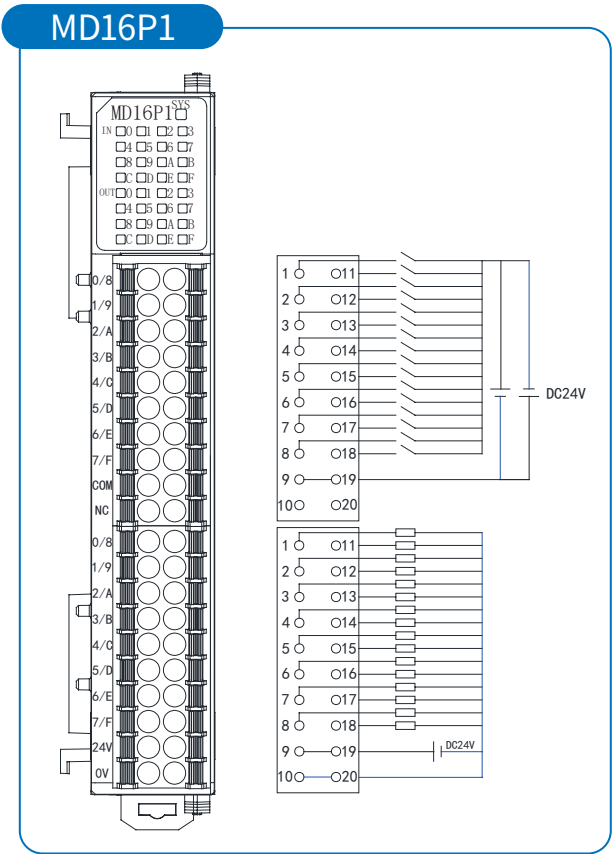 MD16P1
MD16P1 SYS
IN 0 1 2 3
4 5 6 7
8 9 A B
C D E F
OUT 0 1 2 3
4 5 6 7
8 9 A B
C D E F
0/8
1/9
2/A
3/B
4/C
5/D
6/E
7/F
COM
NC
0/8
1/9
2/A
3/B
4/C
5/D
6/E
7/F
24V
0V
1 11
2 12
3 13
4 14
5 15
6 16
7 17
8 18
9 19
10 20
DC24V
1 11
2 12
3 13
4 14
5 15
6 16
7 17
8 18
9 19
10 20
DC24V